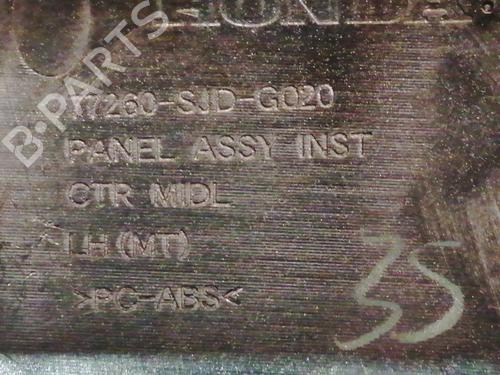 HONDA
77260-SJD-G020
PANEL ASSY INST
CTR MIDL
LH (MT)
>PC-ABS<
35
B-PARTS